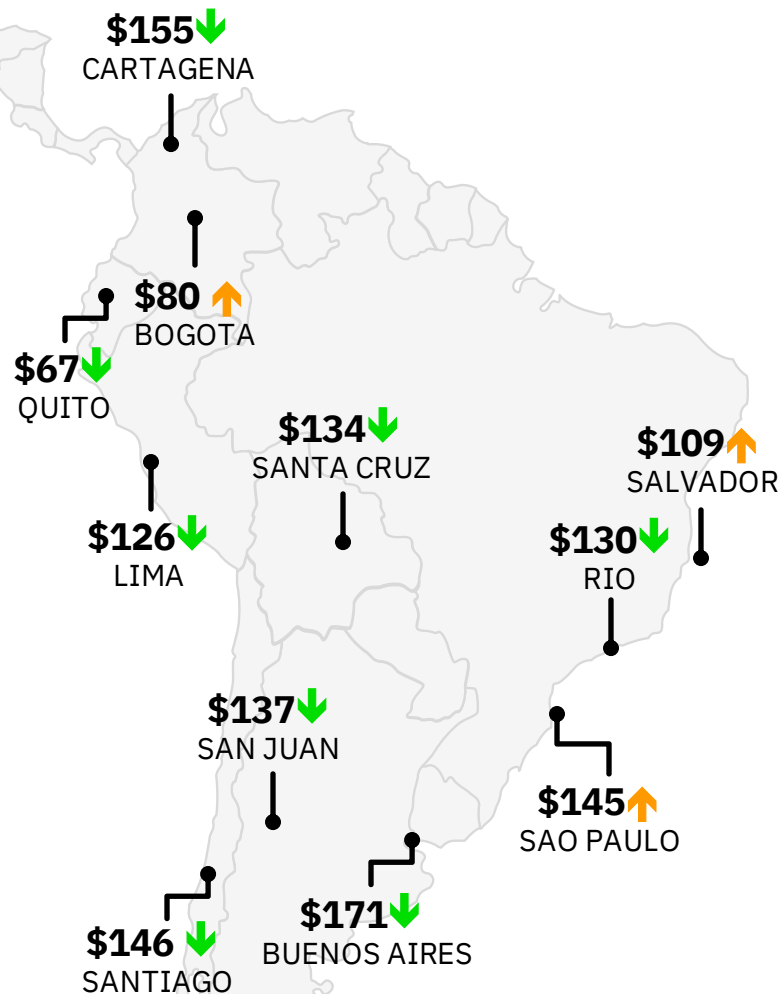 $155
CARTAGENA
$80
BOGOTA
$67
QUITO
$134
SANTA CRUZ
$109
SALVADOR
$126
LIMA
$130
RIO
$137
SAN JUAN
$145
SAO PAULO
$171
BUENOS AIRES
$146
SANTIAGO